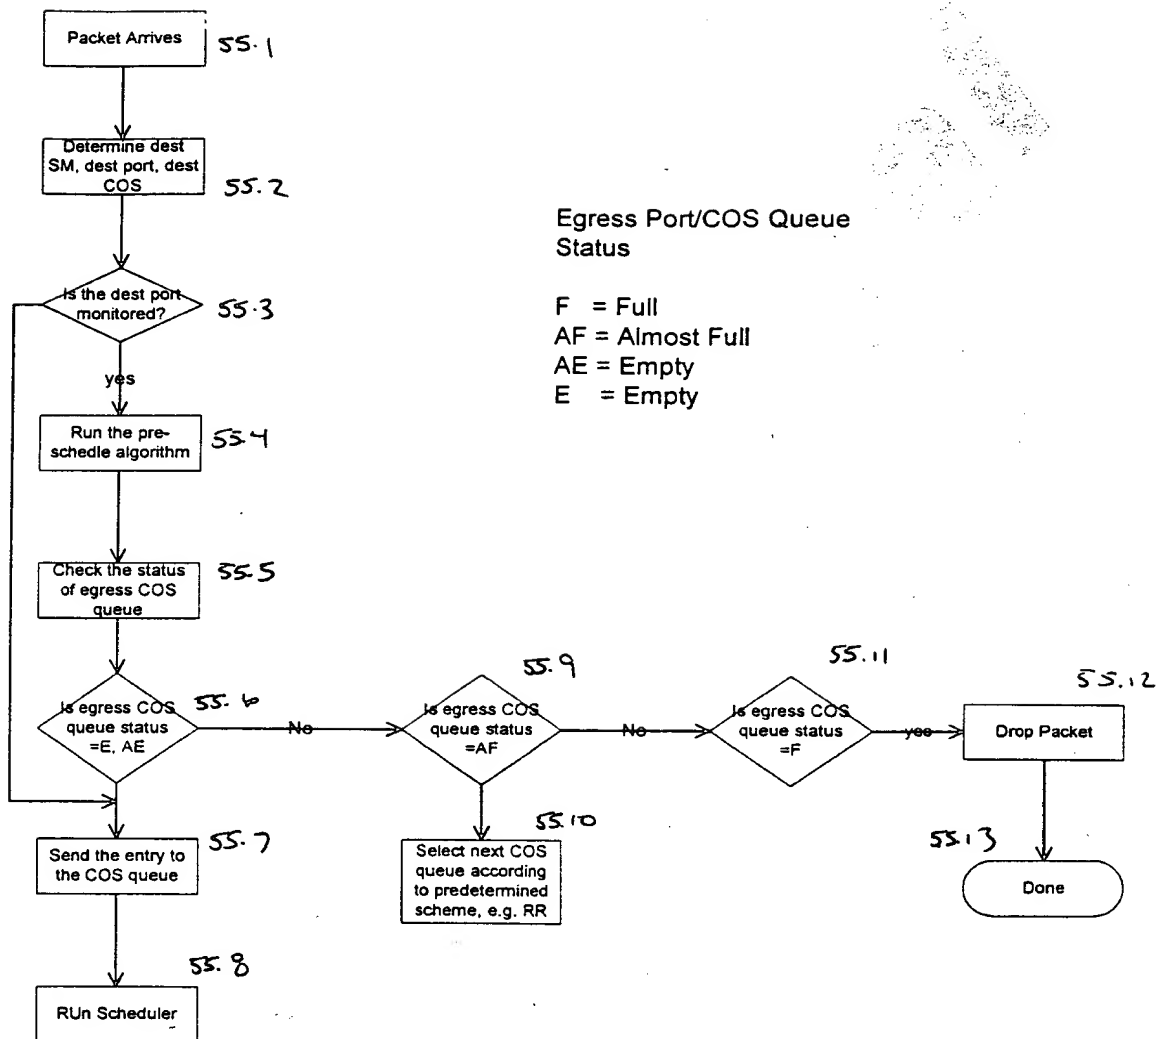 Packet Arrives
55.1
Determine dest
SM, dest port, dest
COS
55.2
Egress Port/COS Queue
Status
F = Full
AF = Almost Full
AE = Empty
E = Empty
Is the dest port
monitored?
55.3
yes
Run the pre-
schedle algorithm
55.4
Check the status
of egress COS
queue
55.5
Is egress COS
queue status
=E, AE
55.6
No
Is egress COS
queue status
=AF
55.9
No
Is egress COS
queue status
=F
55.11
yes
Drop Packet
55.12
Send the entry to
the COS queue
55.7
Select next COS
queue according
to predetermined
scheme, e.g. RR
55.10
55.13
Done
RUn Scheduler
55.8